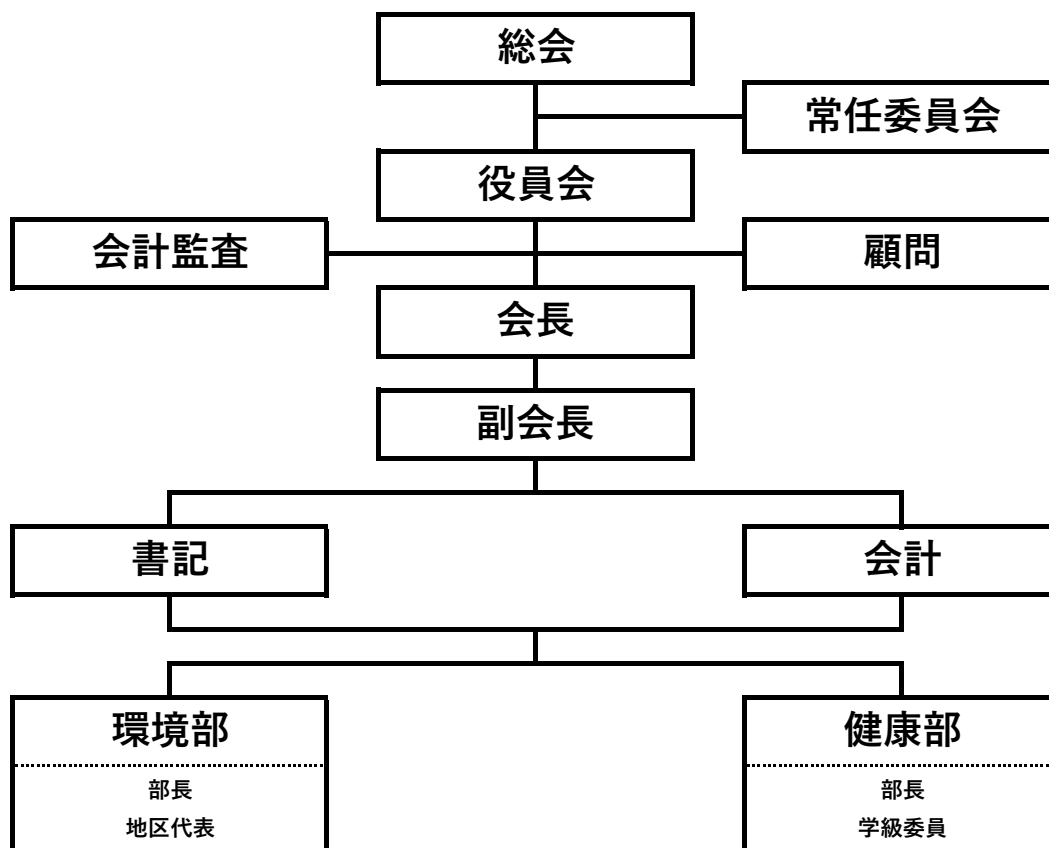 総会
常任委員会
役員会
会計監査
顧問
会長
副会長
書記
会計
環境部
部長
地区代表
健康部
部長
学級委員